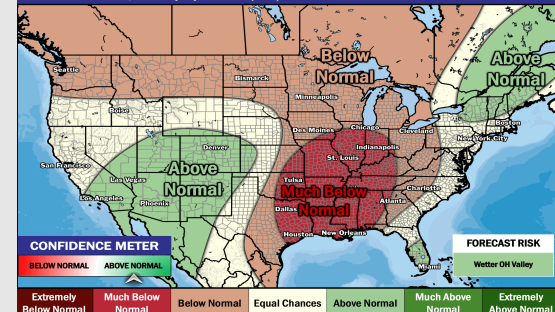 Below
Normal
Above
Normal
Seattle
Bismarck
Minneapolis
Boise
Boston
Des Moines
Chicago
Cleveland
New York City
Denver
Indianapolis
St. Louis
San Francisco
Above
Normal
Las Vegas
Tulsa
Much Below
Normal
Charlotte
Los Angeles
Phoenix
Dallas
Atlanta
Houston
New Orleans
Miami
CONFIDENCE METER
BELOW NORMAL
ABOVE NORMAL
FORECAST RISK
Wetter OH Valley
Extremely
Below Normal
Much Below
Normal
Below Normal
Equal Chances
Above Normal
Much Above
Normal
Extremely
Above Normal